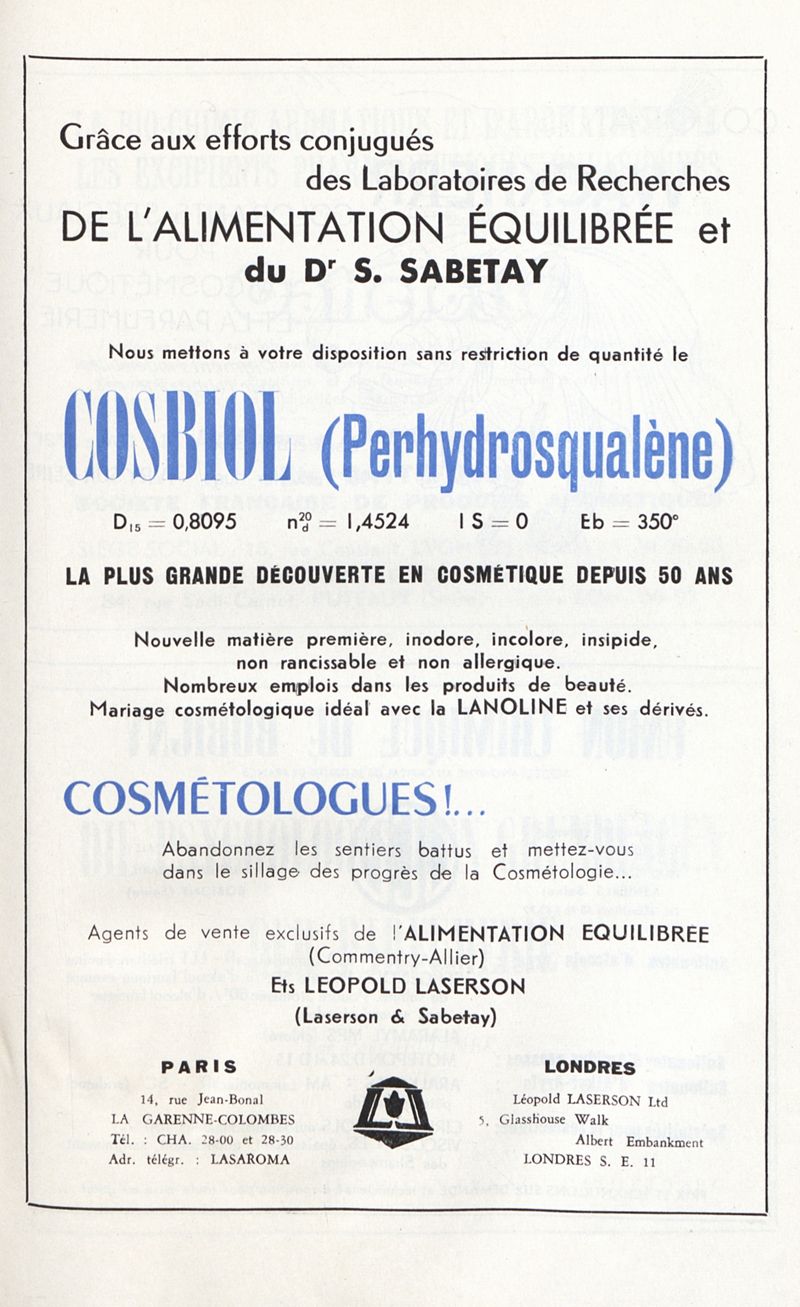 Grâce aux efforts conjugués
des Laboratoires de Recherches
DE L'ALIMENTATION ÉQUILIBRÉE et
du Dr S. SABETAY
Nous mettons à votre disposition sans restriction de quantité le
COSBIOL (Perhydrosqualène)
D15 = 0,8095 n20d = 1,4524 I S = 0 Eb = 350°
LA PLUS GRANDE DÉCOUVERTE EN COSMÉTIQUE DEPUIS 50 ANS
Nouvelle matière première, inodore, incolore, insipide,
non rancissable et non allergique.
Nombreux emplois dans les produits de beauté.
Mariage cosmétologique idéal avec la LANOLINE et ses dérivés.
COSMÉTOLOGUES!...
Abandonnez les sentiers battus et mettez-vous
dans le sillage des progrès de la Cosmétologie...
Agents de vente exclusifs de l'ALIMENTATION EQUILIBRÉE
(Commentry-Allier)
Ets LEOPOLD LASERSON
(Laserson & Sabetay)
PARIS
14, rue Jean-Bonal
LA GARENNE-COLOMBES
Tél. : CHA. 28-00 et 28-30
Adr. télégr. : LASAROMA
LONDRES
Léopold LASERSON Ltd
5, Glasshouse Walk
Albert Embankment
LONDRES S. E. 11